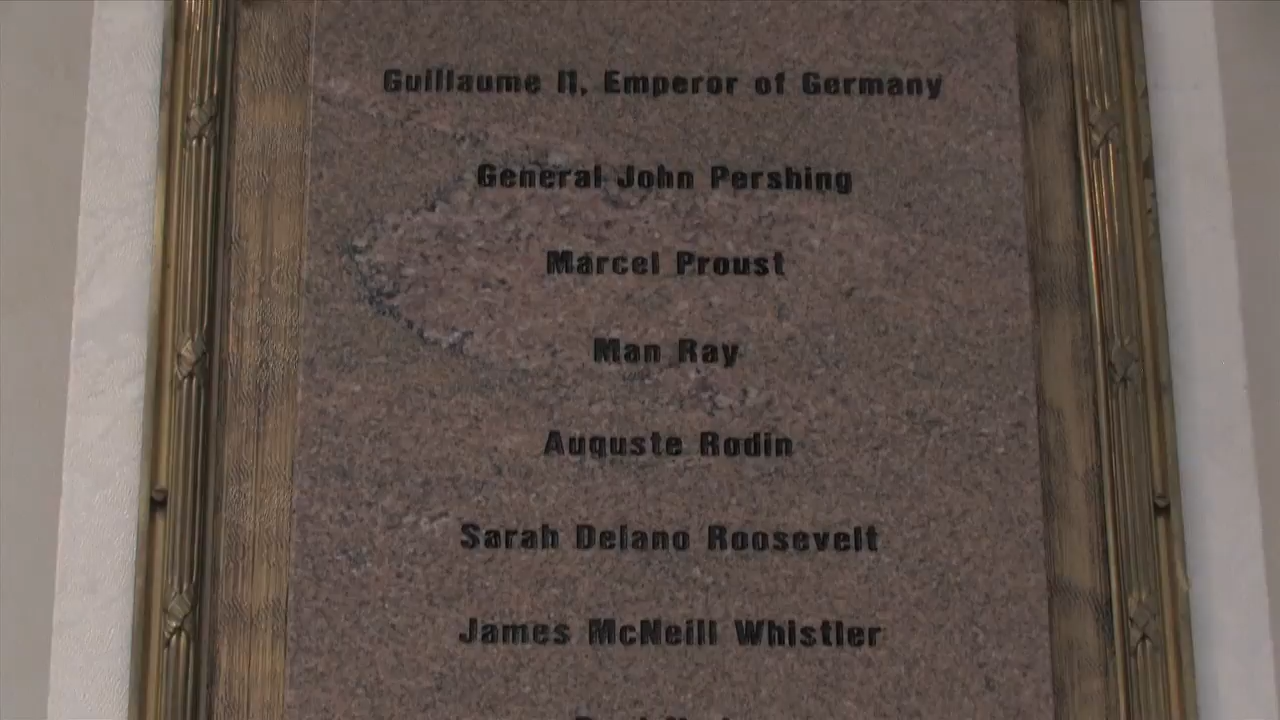 Guillaume II, Emperor of Germany
General John Pershing
Marcel Proust
Man Ray
Auguste Rodin
Sarah Delano Roosevelt
James McNeill Whistler